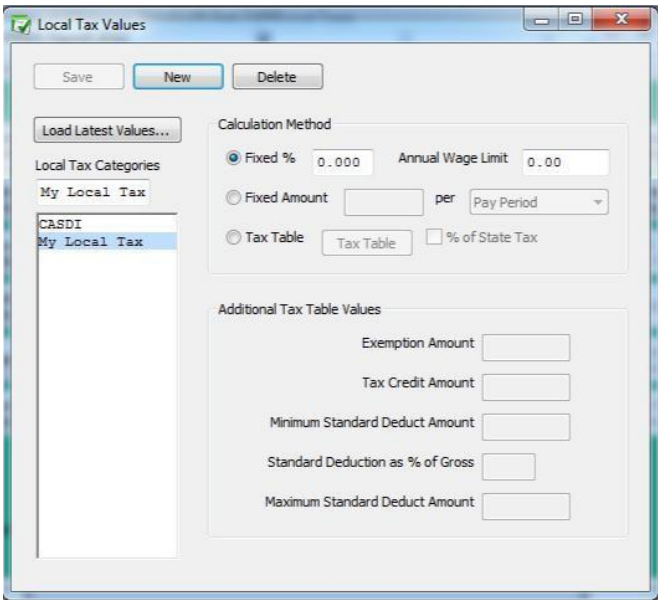 Local Tax Values
Save New Delete
Load Latest Values...
Local Tax Categories
My Local Tax
CASDI
My Local Tax
Calculation Method
Fixed % 0.000 Annual Wage Limit 0.00
Fixed Amount per Pay Period
Tax Table Tax Table % of State Tax
Additional Tax Table Values
Exemption Amount
Tax Credit Amount
Minimum Standard Deduct Amount
Standard Deduction as % of Gross
Maximum Standard Deduct Amount